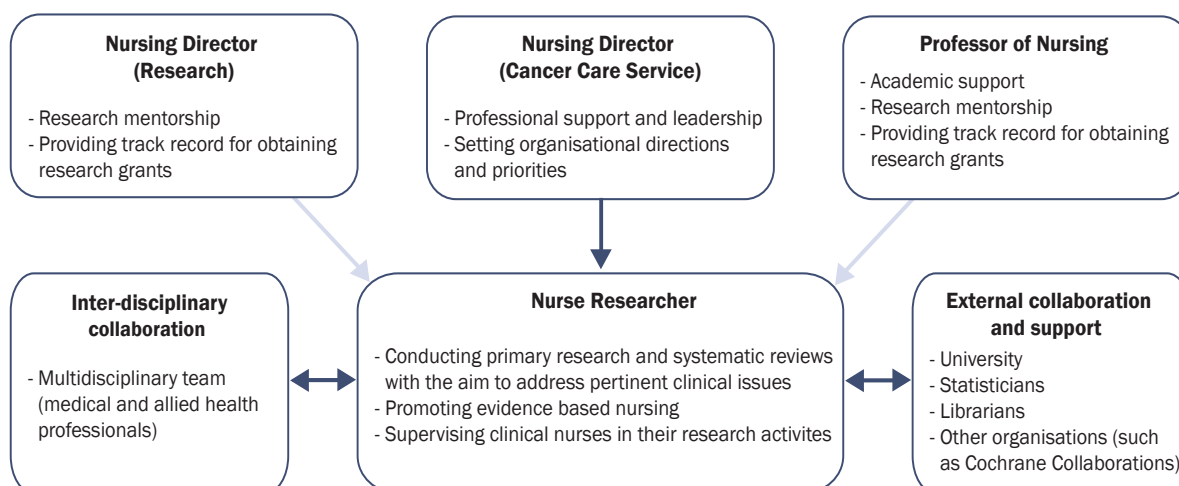 Nursing Director
(Research)
- Research mentorship
- Providing track record for obtaining
research grants
Nursing Director
(Cancer Care Service)
- Professional support and leadership
- Setting organisational directions
and priorities
Professor of Nursing
- Academic support
- Research mentorship
- Providing track record for obtaining
research grants
Inter-disciplinary
collaboration
- Multidisciplinary team
(medical and allied health
professionals)
Nurse Researcher
- Conducting primary research and systematic reviews
with the aim to address pertinent clinical issues
- Promoting evidence based nursing
- Supervising clinical nurses in their research activites
External collaboration
and support
- University
- Statisticians
- Librarians
- Other organisations (such
as Cochrane Collaborations)